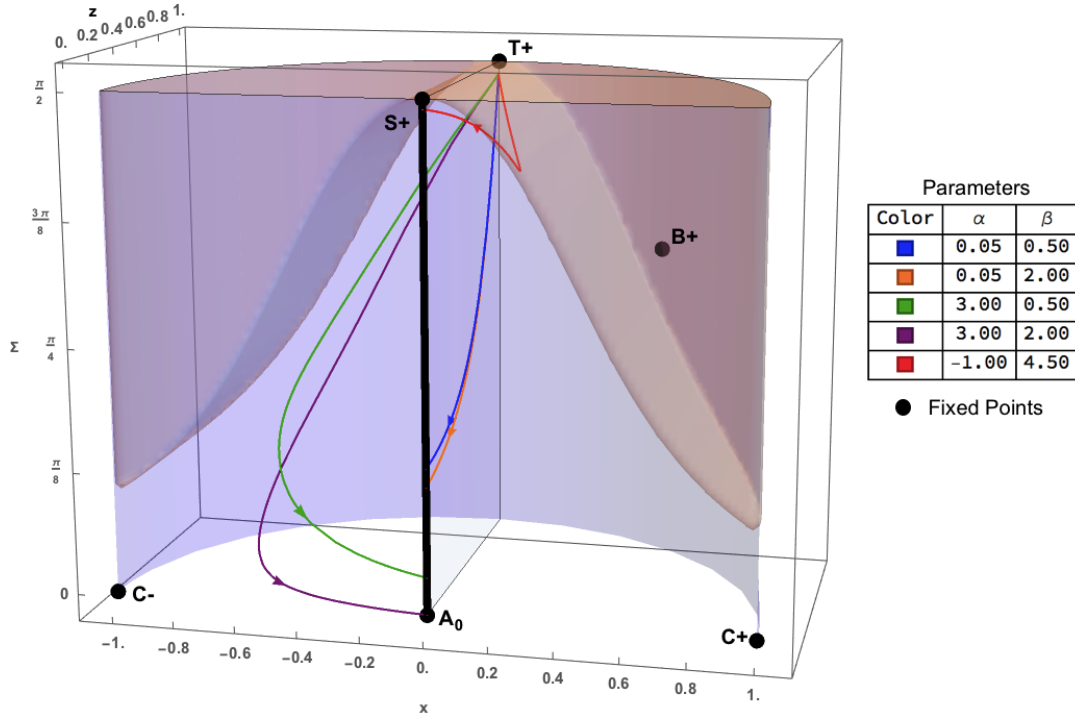 z
0. 0.2 0.4 0.6 0.8 1.
T+
π/2
S+
3π/8
B+
Σ
π/4
π/8
0
C-
A₀
C+
-1. -0.8 -0.6 -0.4 -0.2 0. 0.2 0.4 0.6 0.8 1.
x
Parameters
Color α β
0.05 0.50
0.05 2.00
3.00 0.50
3.00 2.00
-1.00 4.50
Fixed Points